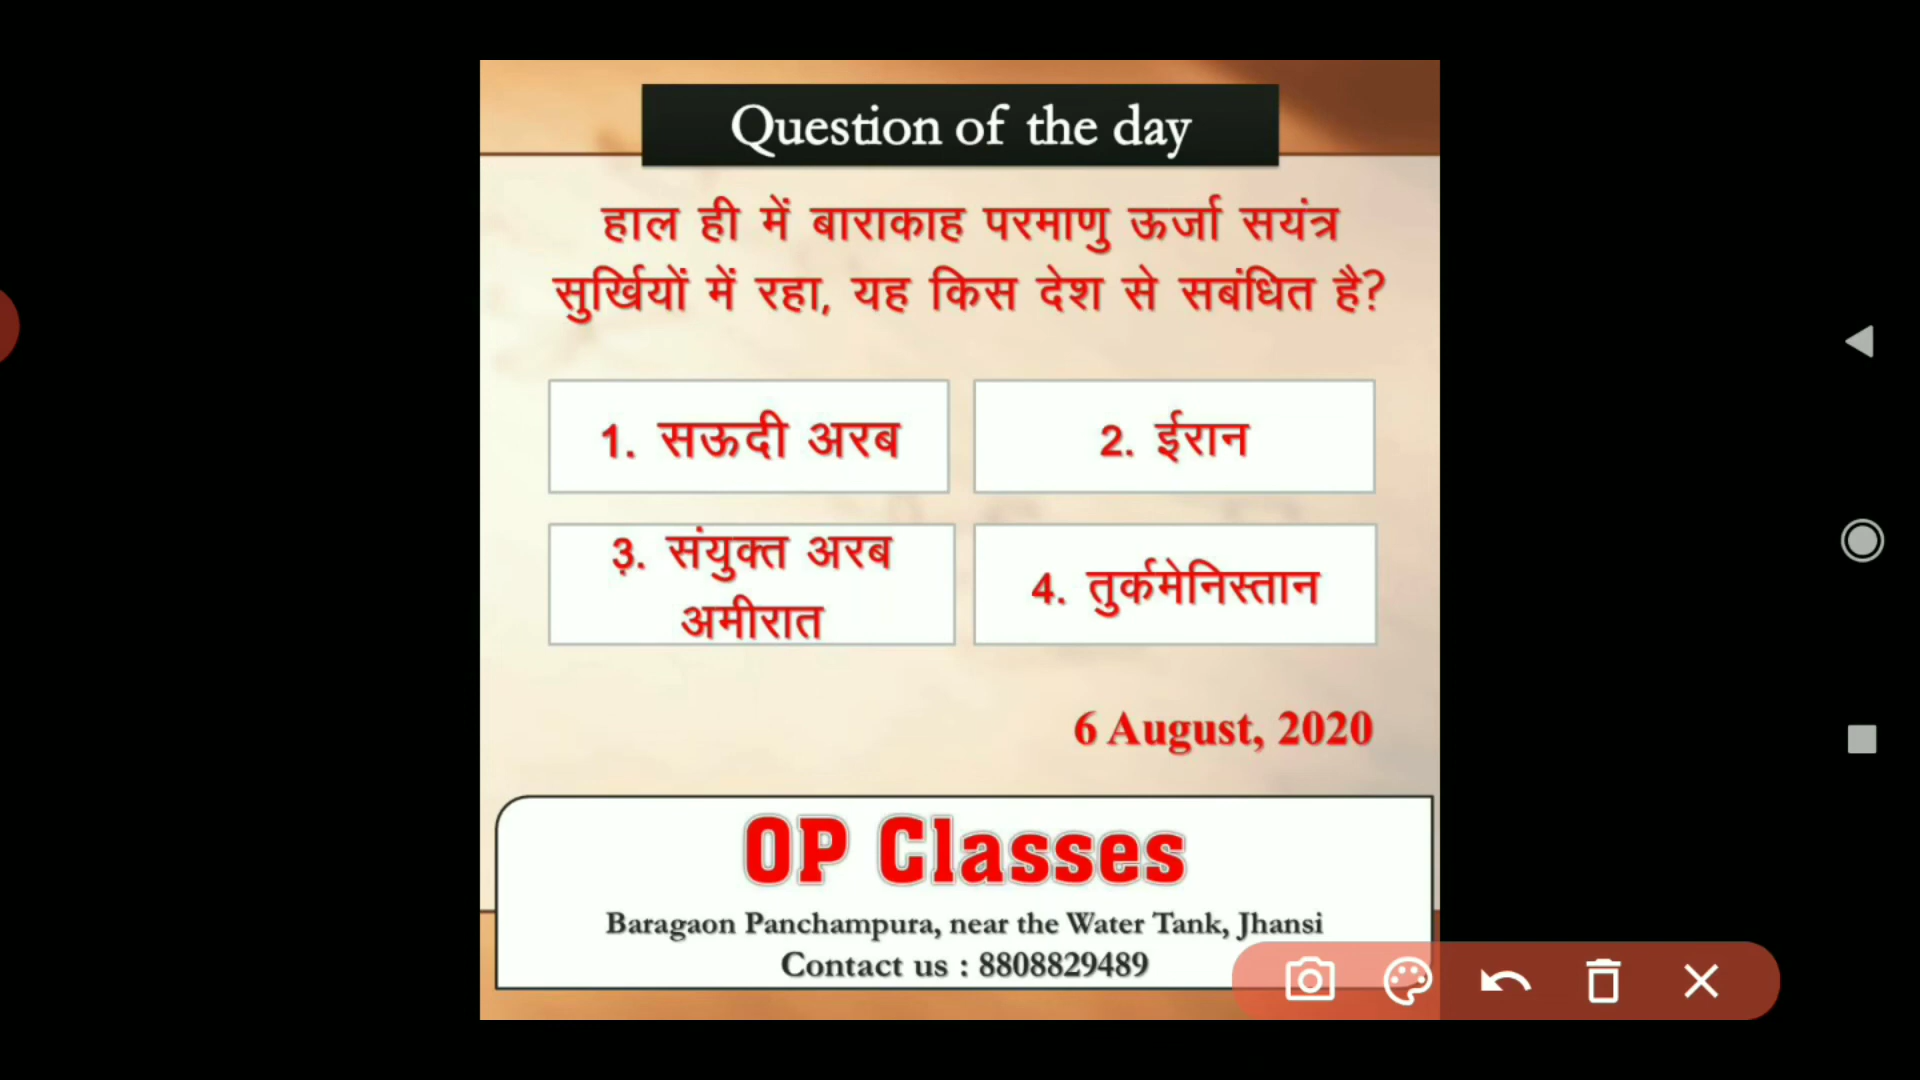 Question of the day
हाल ही में बाराकाह परमाणु ऊर्जा सयंत्र
सुर्खियों में रहा, यह किस देश से सबंधित है?
1. सऊदी अरब
2. ईरान
3. संयुक्त अरब
अमीरात
4. तुर्कमेनिस्तान
6 August, 2020
OP Classes
Baragaon Panchampura, near the Water Tank, Jhansi
Contact us : 8808829489